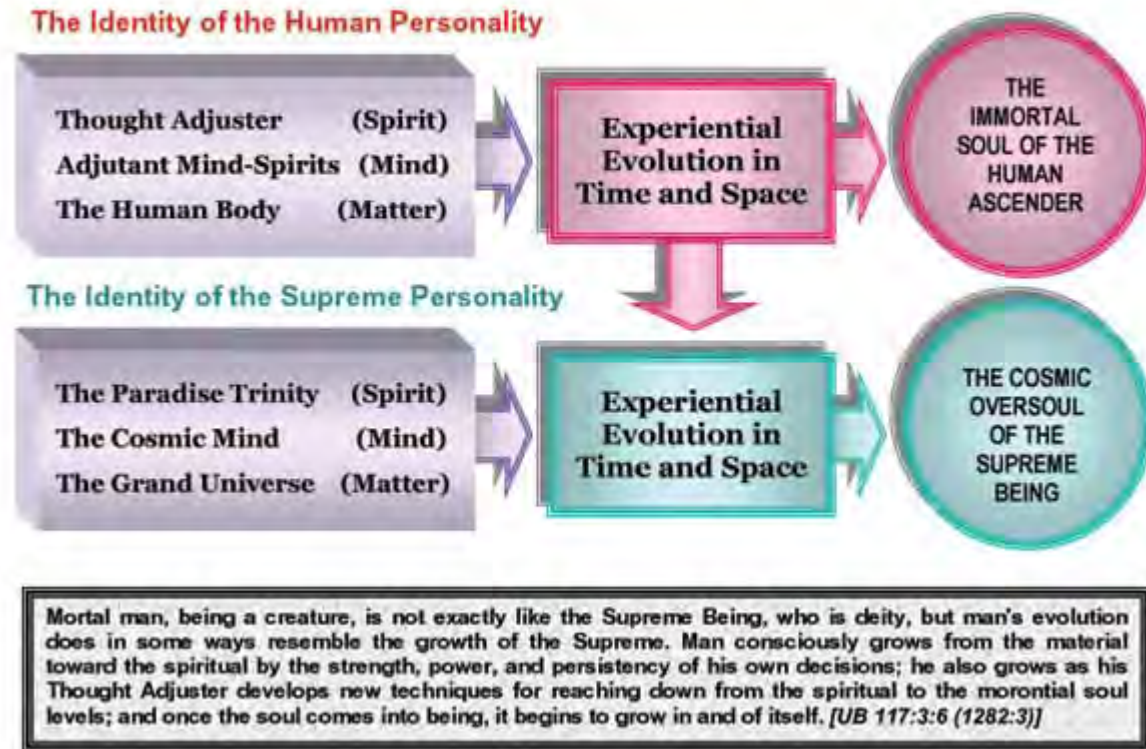 The Identity of the Human Personality
Thought Adjuster (Spirit)
Adjutant Mind-Spirits (Mind)
The Human Body (Matter)
Experiential
Evolution in
Time and Space
THE
IMMORTAL
SOUL OF THE
HUMAN
ASCENDER
The Identity of the Supreme Personality
The Paradise Trinity (Spirit)
The Cosmic Mind (Mind)
The Grand Universe (Matter)
Experiential
Evolution in
Time and Space
THE COSMIC
OVERSOUL
OF THE
SUPREME
BEING
Mortal man, being a creature, is not exactly like the Supreme Being, who is deity, but man's evolution
does in some ways resemble the growth of the Supreme. Man consciously grows from the material
toward the spiritual by the strength, power, and persistency of his own decisions; he also grows as his
Thought Adjuster develops new techniques for reaching down from the spiritual to the morontial soul
levels; and once the soul comes into being, it begins to grow in and of itself. [UB 117:3:6 (1282:3)]